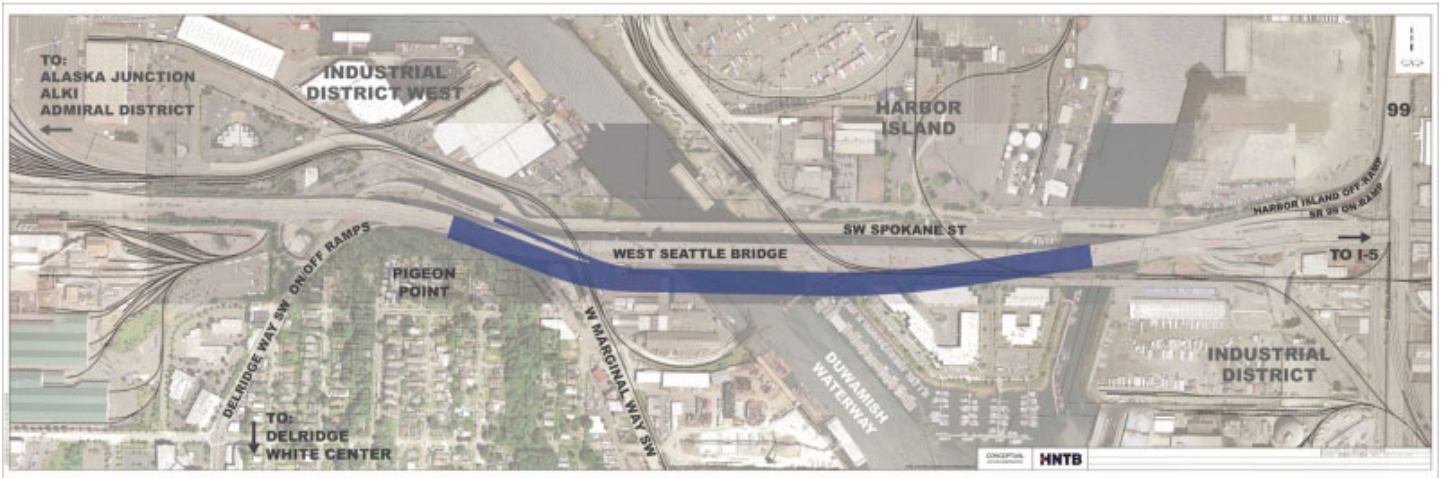 TO:
ALASKA JUNCTION
ALKI
ADMIRAL DISTRICT
INDUSTRIAL
DISTRICT WEST
HARBOR
ISLAND
99
HARBOR ISLAND OFF-RAMP
SR 99 ON-RAMP
SW SPOKANE ST
WEST SEATTLE BRIDGE
TO I-5
DELRIDGE WAY SW ON/OFF RAMPS
PIGEON
POINT
W MARGINAL WAY SW
DUWAMISH
WATERWAY
INDUSTRIAL
DISTRICT
TO:
DELRIDGE
WHITE CENTER
CONCEPTUAL
HNTB